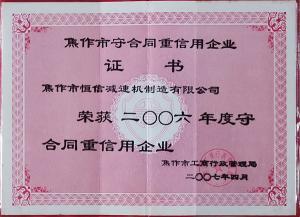 焦作市守合同重信用企业
证书
焦作市恒信减速机制造有限公司
荣获二〇〇六年度守
合同重信用企业
焦作市工商行政管理局
二〇〇七年四月